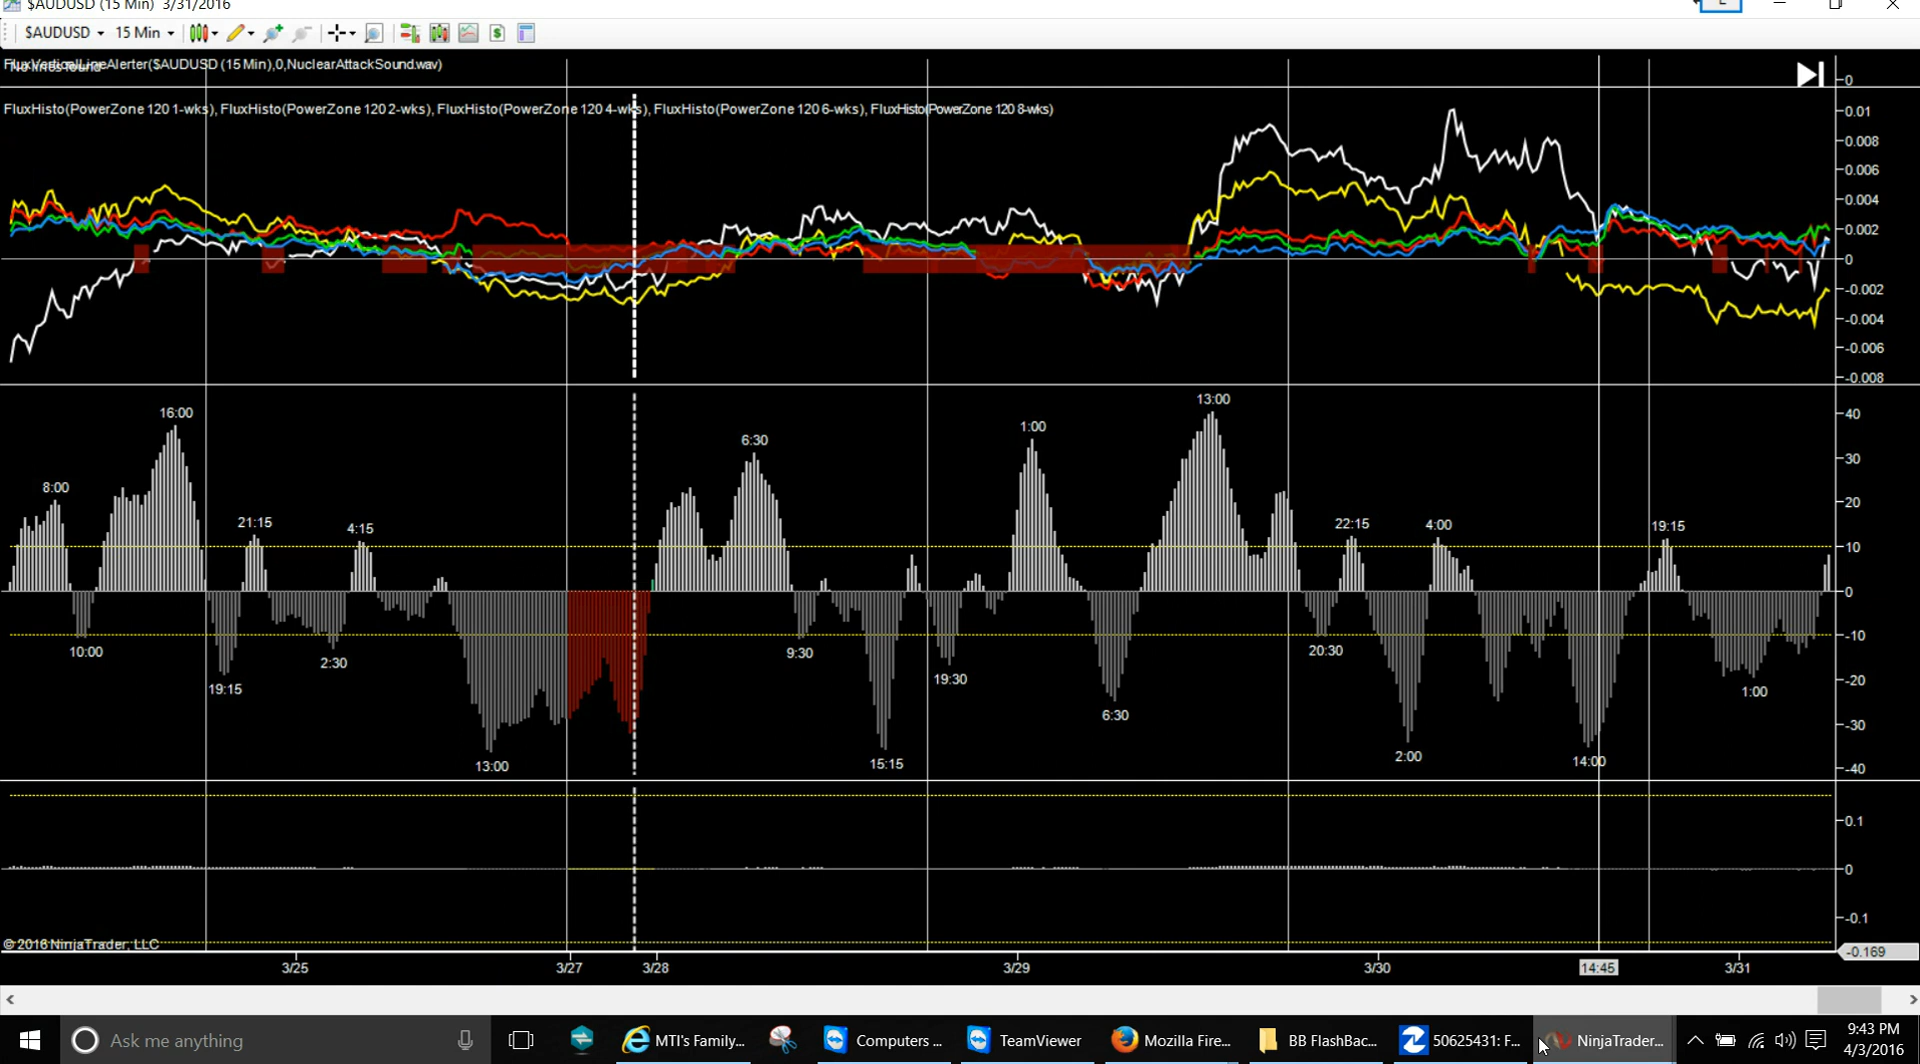 $AUDUSD (15 Min) 3/31/2016
$AUDUSD 15 Min
FluxVerticalLineAlerter($AUDUSD (15 Min),0,NuclearAttackSound.wav)
No lines found
0
FluxHisto(PowerZone 120 1-wks), FluxHisto(PowerZone 120 2-wks), FluxHisto(PowerZone 120 4-wks), FluxHisto(PowerZone 120 6-wks), FluxHisto(PowerZone 120 8-wks)
0.01
0.008
0.006
0.004
0.002
0
-0.002
-0.004
-0.006
-0.008
16:00
8:00
10:00
19:15
21:15
2:30
4:15
13:00
6:30
9:30
15:15
19:30
1:00
6:30
13:00
20:30
22:15
2:00
4:00
14:00
19:15
1:00
40
30
20
10
0
-10
-20
-30
-40
0.1
0
-0.1
-0.169
© 2016 NinjaTrader, LLC
3/25 3/27 3/28 3/29 3/30 14:45 3/31
Ask me anything
MTI's Family...
Computers ...
TeamViewer
Mozilla Fire...
BB FlashBac...
50625431: F...
NinjaTrader...
9:43 PM
4/3/2016